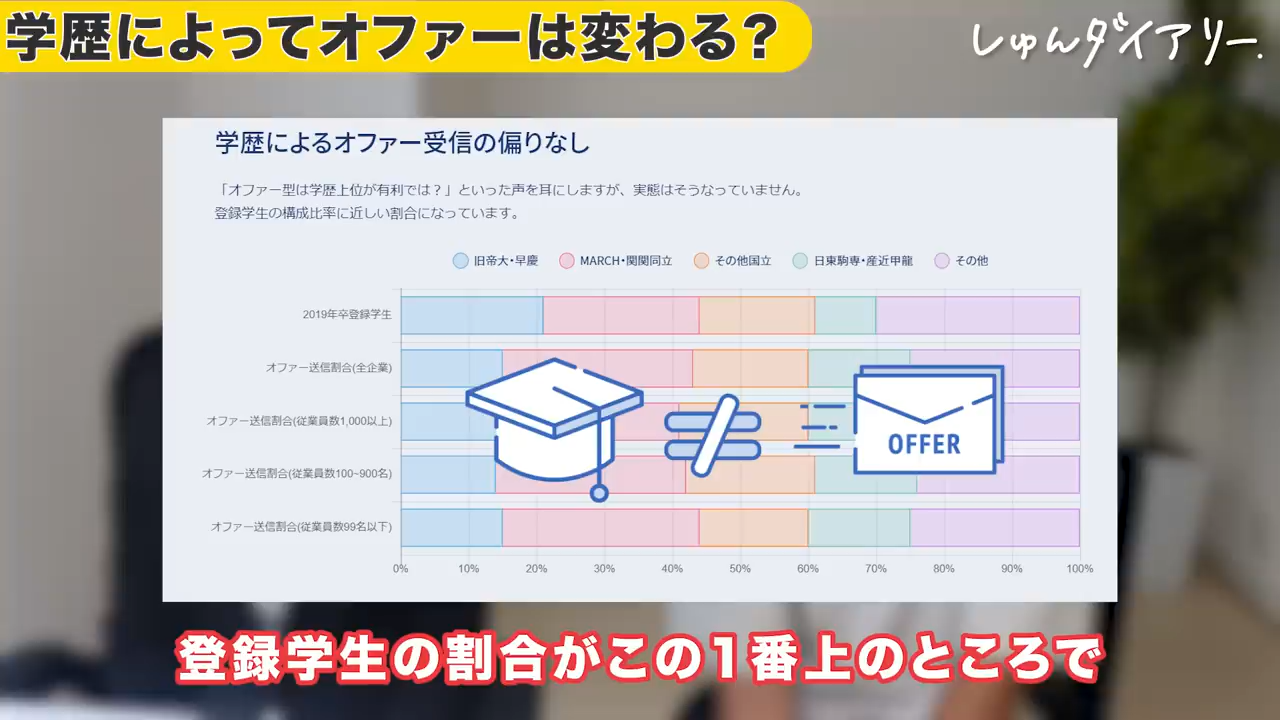 学歴によってオファーは変わる?
しゅんダイアリー.
学歴によるオファー受信の偏りなし
「オファー型は学歴上位が有利では?」といった声を耳にしますが、実態はそうなっていません。
登録学生の構成比率に近しい割合になっています。
旧帝大・早慶 MARCH・関関同立 その他国立 日東駒専・産近甲龍 その他
2019年卒登録学生
オファー送信割合(全企業)
オファー送信割合(従業員数1,000以上)
オファー送信割合(従業員数100~900名)
オファー送信割合(従業員数99名以下)
OFFER
0% 10% 20% 30% 40% 50% 60% 70% 80% 90% 100%
登録学生の割合がこの1番上のところで